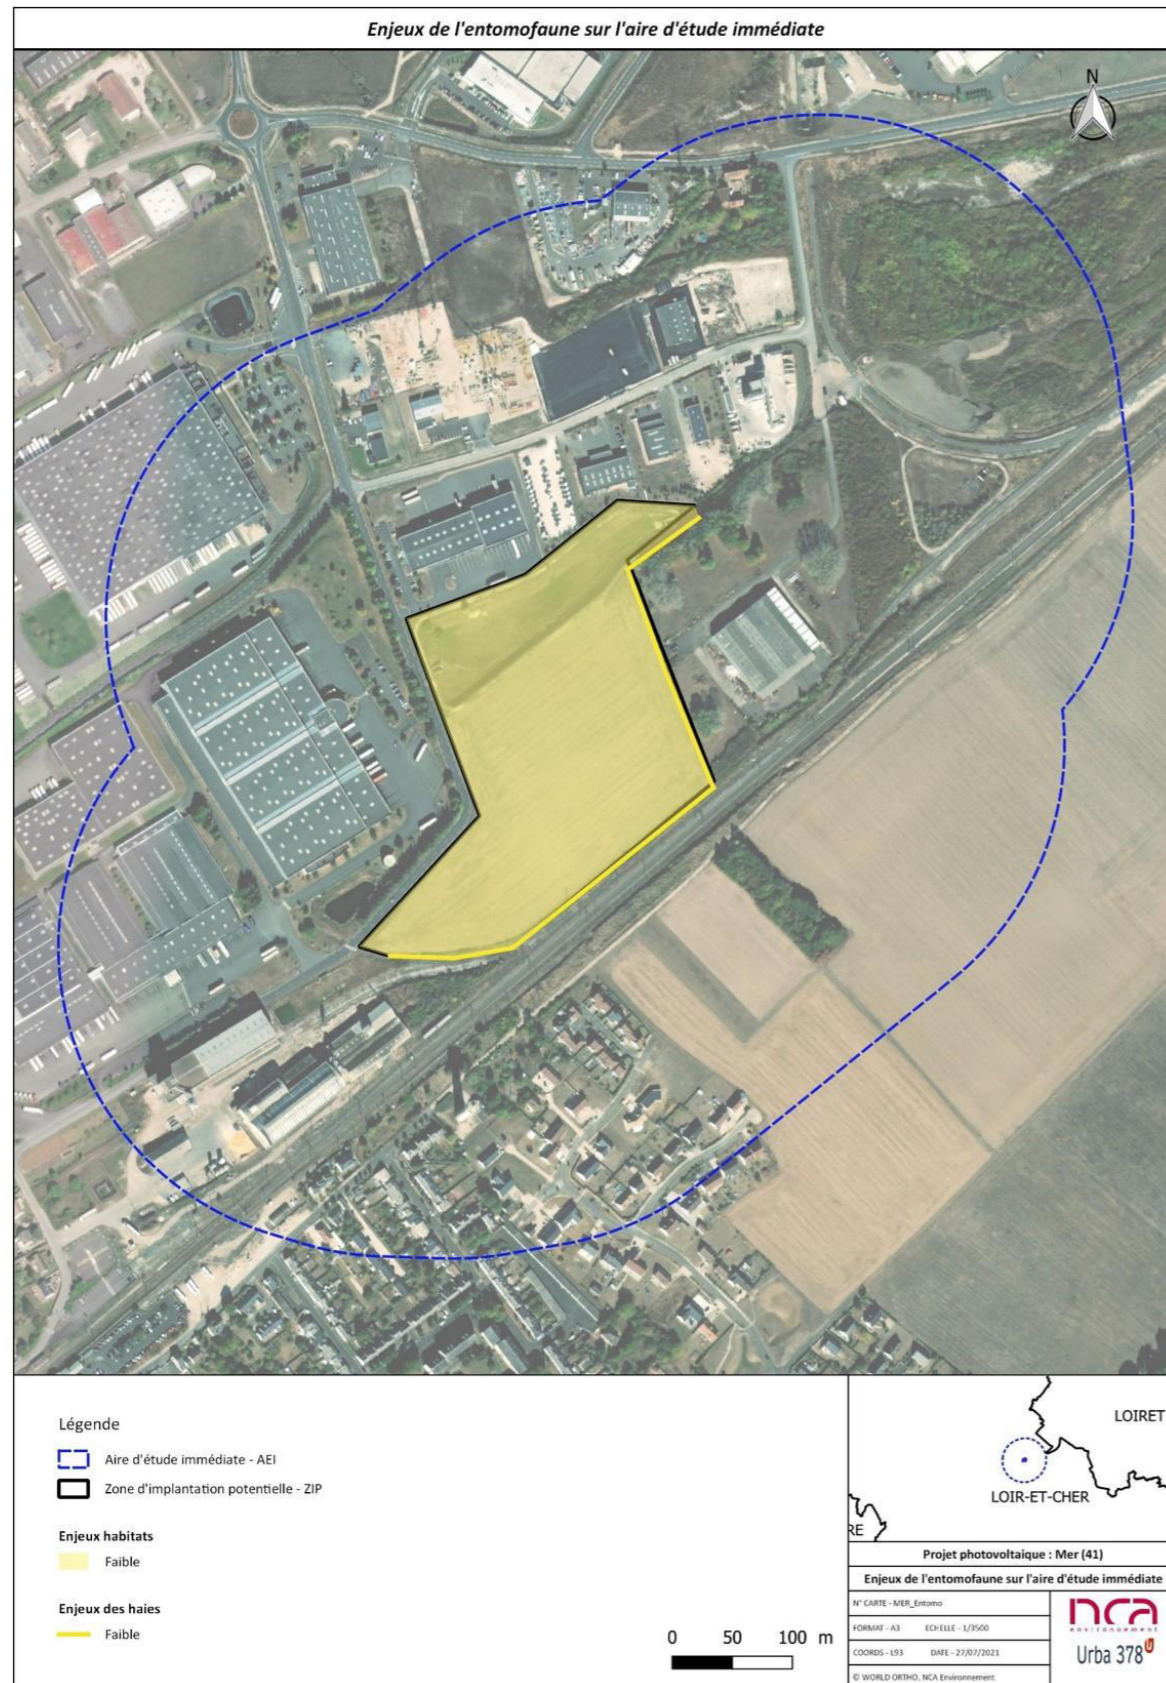 Enjeux de l'entomofaune sur l'aire d'étude immédiate
N
Légende
Aire d'étude immédiate - AEI
Zone d'implantation potentielle - ZIP
Enjeux habitats
Faible
Enjeux des haies
Faible
0 50 100 m
LOIRET
LOIR-ET-CHER
RE
Projet photovoltaique : Mer (41)
Enjeux de l'entomofaune sur l'aire d'étude immédiate
N° CARTE - MER_Entomo
FORMAT - A3 ECHELLE - 1/3500
COORDS - L93 DATE - 27/07/2021
© WORLD ORTHO, NCA Environnement
nca
environnement
Urba 378